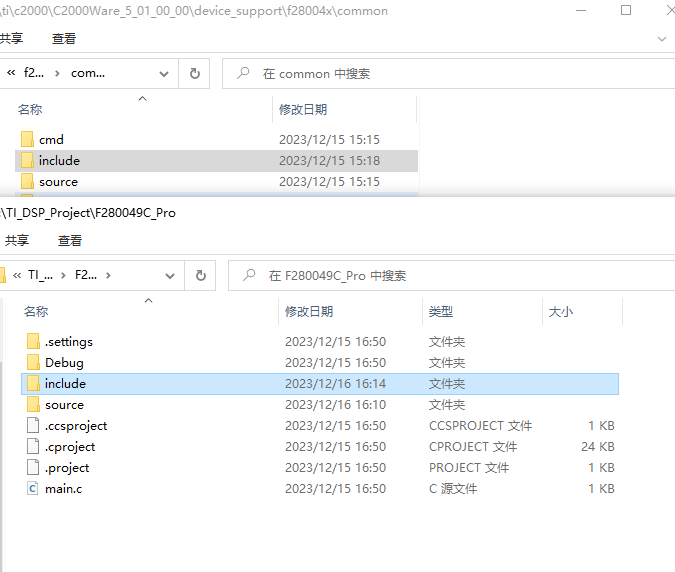 \ti\c2000\C2000Ware_5_01_00_00\device_support\f28004x\common
共享 查看
« f2... › com... 在 common 中搜索
名称 修改日期
cmd 2023/12/15 15:15
include 2023/12/15 15:18
source 2023/12/15 15:15
\TI_DSP_Project\F280049C_Pro
共享 查看
« TI_... › F2... › 在 F280049C_Pro 中搜索
名称 修改日期 类型 大小
.settings 2023/12/15 16:50 文件夹
Debug 2023/12/15 16:50 文件夹
include 2023/12/16 16:14 文件夹
source 2023/12/16 16:10 文件夹
.ccsproject 2023/12/15 16:50 CCSPROJECT 文件 1 KB
.cproject 2023/12/15 16:50 CPROJECT 文件 24 KB
.project 2023/12/15 16:50 PROJECT 文件 1 KB
main.c 2023/12/15 16:50 C 源文件 1 KB